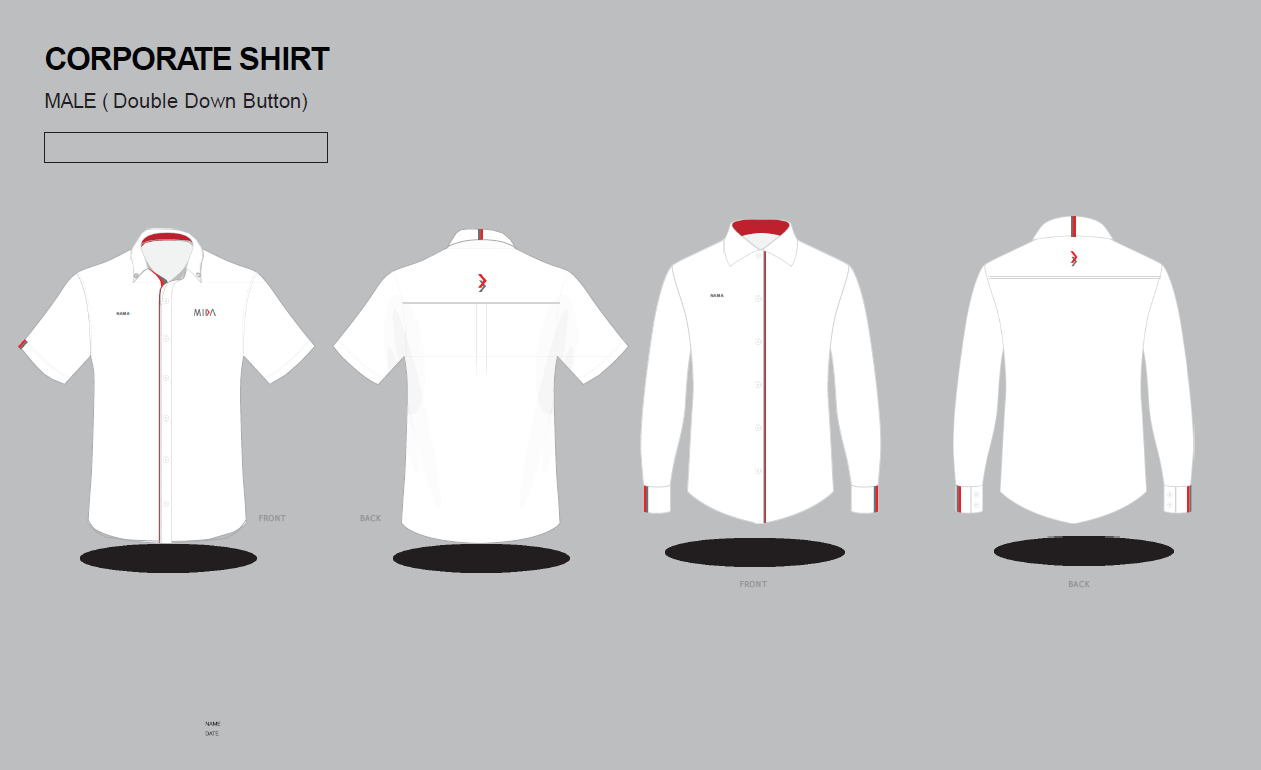 CORPORATE SHIRT
MALE ( Double Down Button)
NAMA
MIDA
NAMA
FRONT
BACK
FRONT
BACK
NAME
DATE